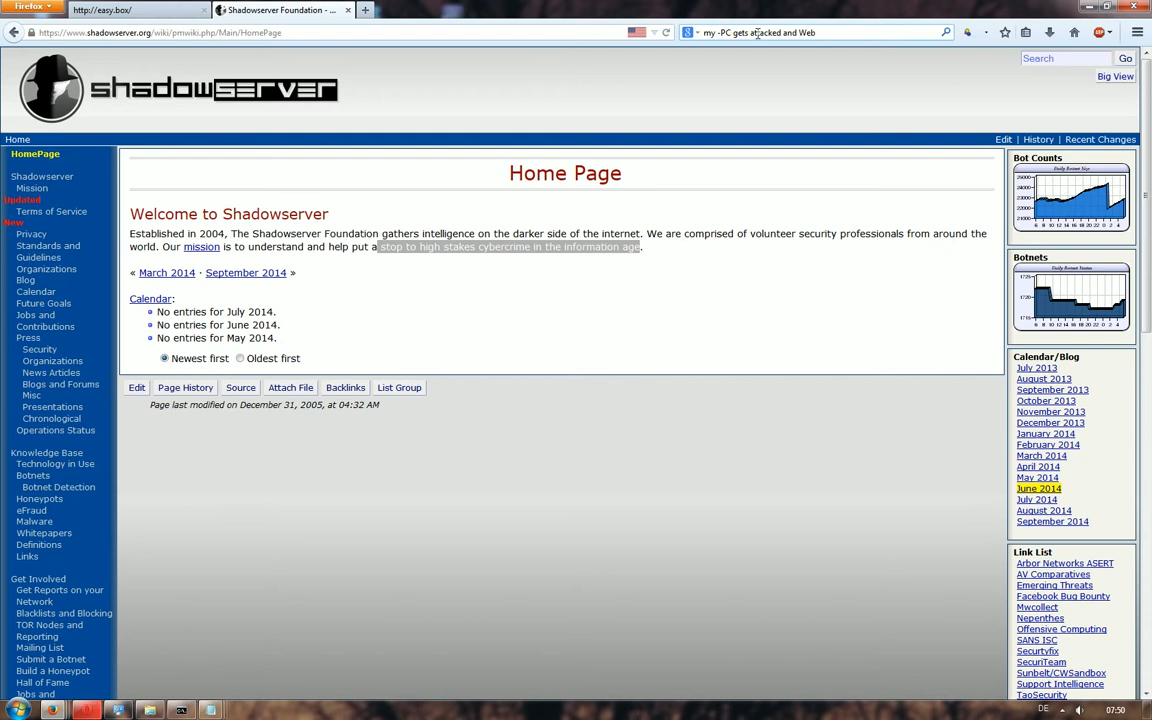 Firefox
http://easy.box/
Shadowserver Foundation - ...
https://www.shadowserver.org/wiki/pmwiki.php/Main/HomePage
my -PC gets attacked and Web
shadowserver
Search Go
Big View
Home
Edit | History | Recent Changes
HomePage
Shadowserver
Mission
Updated
Terms of Service
New
Privacy
Standards and
Guidelines
Organizations
Blog
Calendar
Future Goals
Jobs and
Contributions
Press
Security
Organizations
News Articles
Blogs and Forums
Misc
Presentations
Chronological
Operations Status
Knowledge Base
Technology in Use
Botnets
Botnet Detection
Honeypots
eFraud
Malware
Whitepapers
Definitions
Links
Get Involved
Get Reports on your
Network
Blacklists and Blocking
TOR Nodes and
Reporting
Mailing List
Submit a Botnet
Build a Honeypot
Hall of Fame
Jobs and
Home Page
Welcome to Shadowserver
Established in 2004, The Shadowserver Foundation gathers intelligence on the darker side of the internet. We are comprised of volunteer security professionals from around the
world. Our mission is to understand and help put a stop to high stakes cybercrime in the information age.
« March 2014 · September 2014 »
Calendar:
No entries for July 2014.
No entries for June 2014.
No entries for May 2014.
Newest first Oldest first
Edit Page History Source Attach File Backlinks List Group
Page last modified on December 31, 2005, at 04:32 AM
Bot Counts
Daily Botnet Size
Botnets
Daily Botnet Status
Calendar/Blog
July 2013
August 2013
September 2013
October 2013
November 2013
December 2013
January 2014
February 2014
March 2014
April 2014
May 2014
June 2014
July 2014
August 2014
September 2014
Link List
Arbor Networks ASERT
AV Comparatives
Emerging Threats
Facebook Bug Bounty
Mwcollect
Nepenthes
Offensive Computing
SANS ISC
Securtyfix
SecuriTeam
Sunbelt/CWSandbox
Support Intelligence
TaoSecurity
DE
07:50